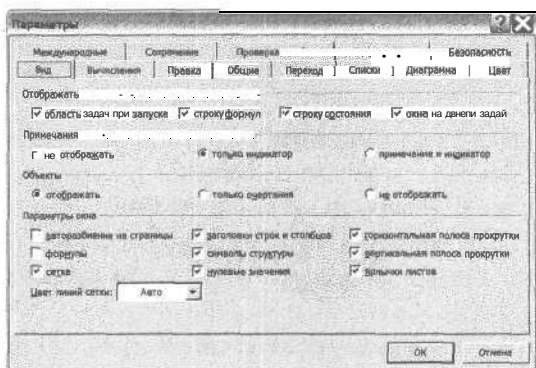 Параметры
Международные Сохранение Проверка Безопасность
Вид Вычисления Правка Общие Переход Списки Диаграмма Цвет
Отображать
область задач при запуске строку формул строку состояния окна на панели задач
Примечания
не отображать только индикатор примечание и индикатор
Объекты
отображать только очертания не отображать
Параметры окна
авторазбиение на страницы заголовки строк и столбцов горизонтальная полоса прокрутки
формулы символы структуры вертикальная полоса прокрутки
сетка нулевые значения ярлычки листов
Цвет линий сетки: Авто
ОК Отмена